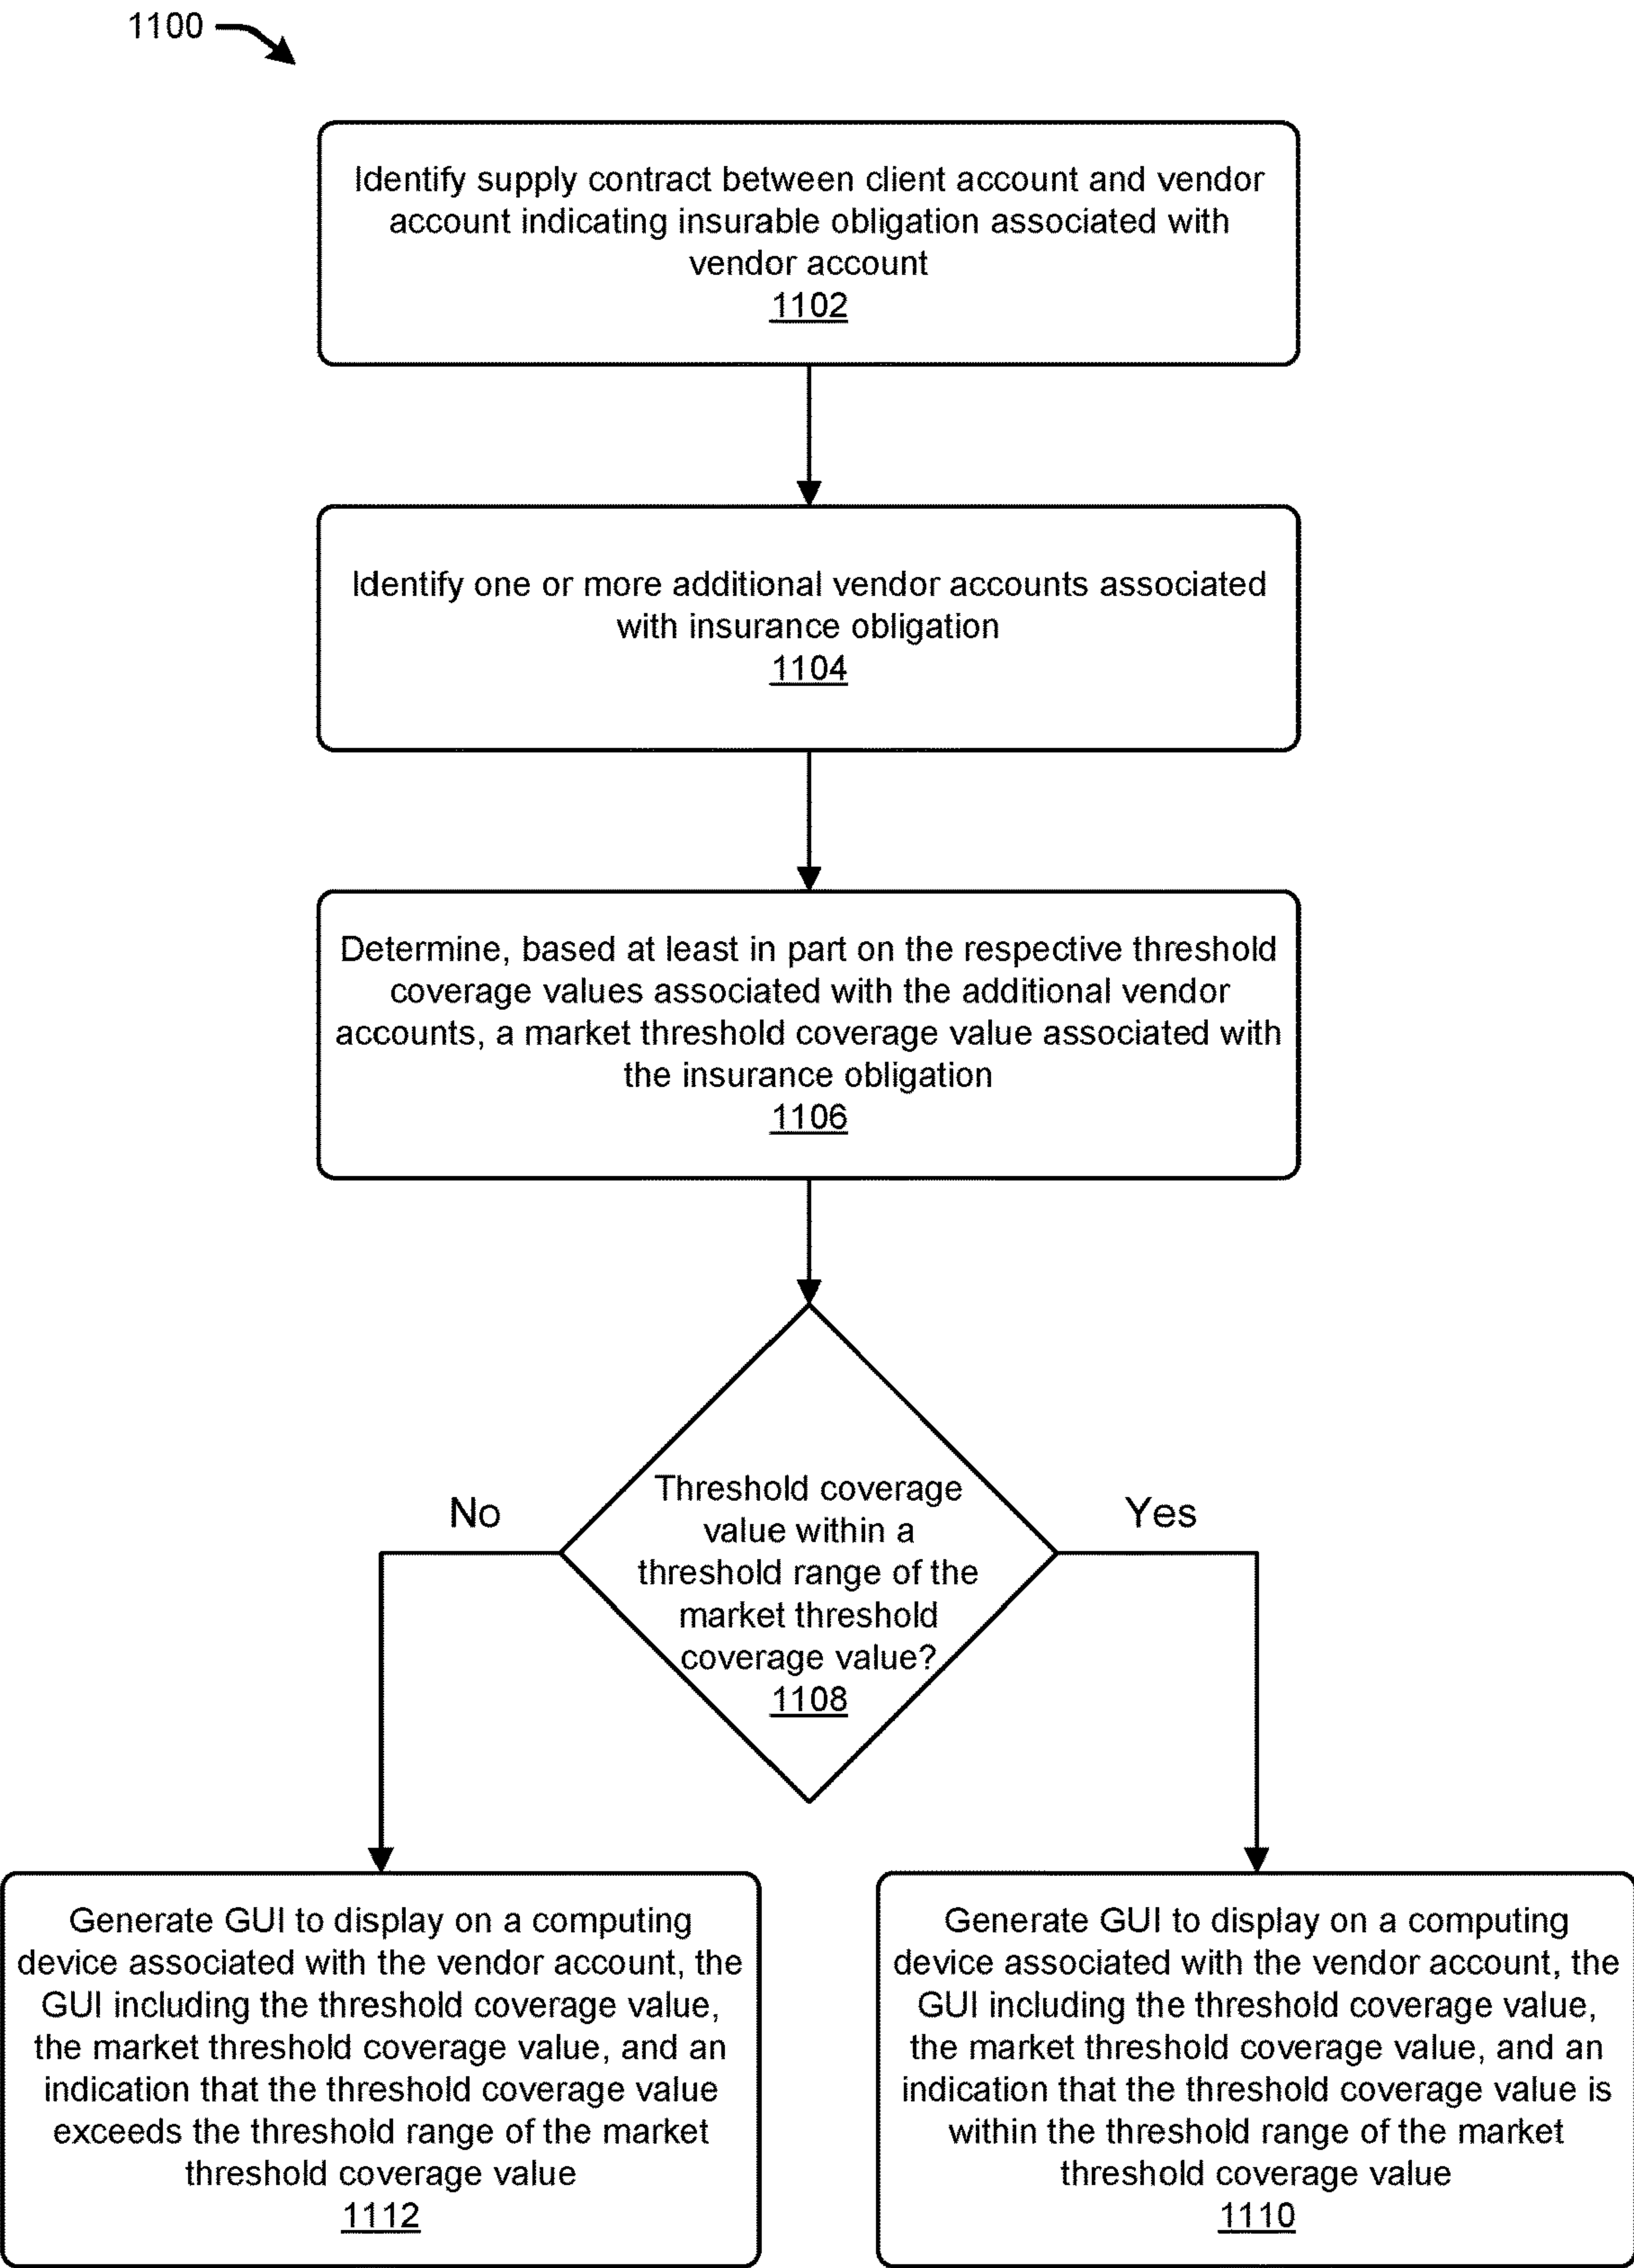 1100
Identify supply contract between client account and vendor
account indicating insurable obligation associated with
vendor account
1102
Identify one or more additional vendor accounts associated
with insurance obligation
1104
Determine, based at least in part on the respective threshold
coverage values associated with the additional vendor
accounts, a market threshold coverage value associated with
the insurance obligation
1106
Threshold coverage
value within a
threshold range of the
market threshold
coverage value?
1108
No
Yes
Generate GUI to display on a computing
device associated with the vendor account, the
GUI including the threshold coverage value,
the market threshold coverage value, and an
indication that the threshold coverage value
exceeds the threshold range of the market
threshold coverage value
1112
Generate GUI to display on a computing
device associated with the vendor account, the
GUI including the threshold coverage value,
the market threshold coverage value, and an
indication that the threshold coverage value is
within the threshold range of the market
threshold coverage value
1110